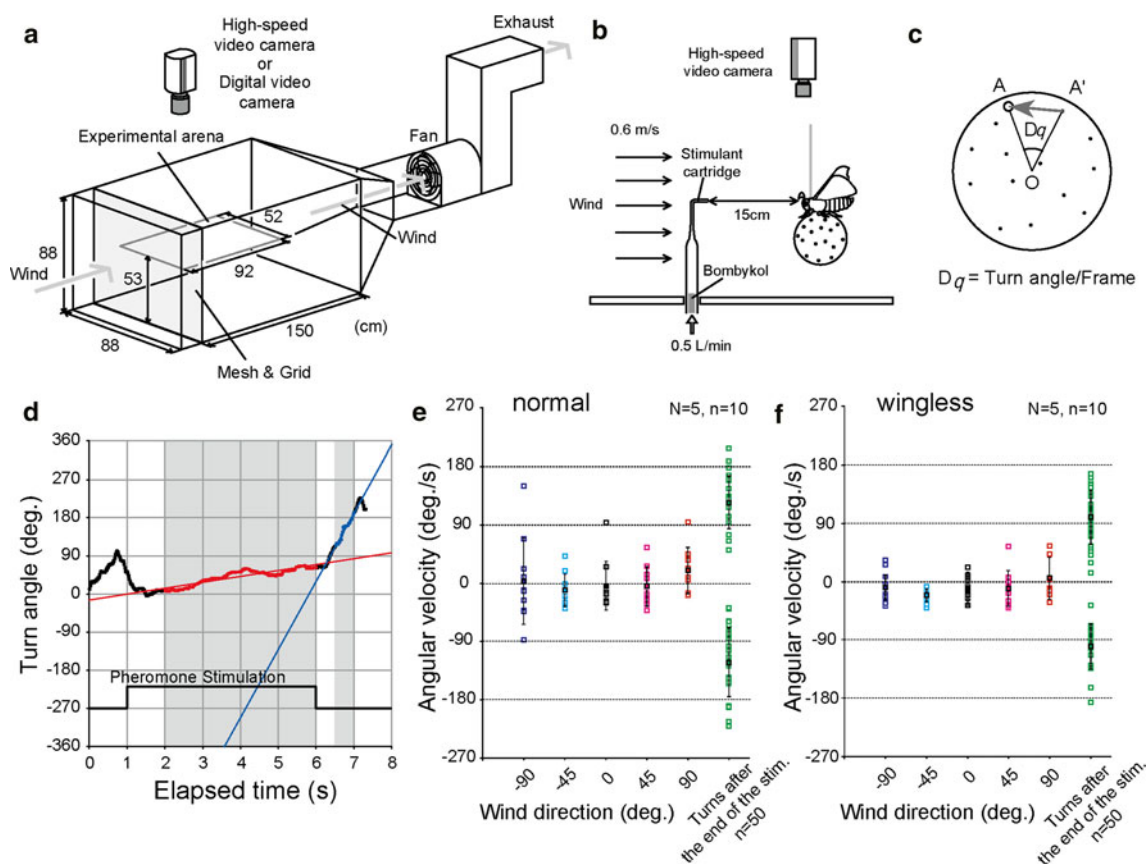 a
High-speed
video camera
or
Digital video
camera
Exhaust
Experimental arena
Fan
52
Wind
88
Wind
53
92
150
(cm)
88
Mesh & Grid
b
High-speed
video camera
0.6 m/s
Stimulant
cartridge
Wind
15cm
Bombykol
0.5 L/min
c
A
A'
Dq
Dq = Turn angle/Frame
d
360
270
180
90
0
-90
-180
-270
-360
Turn angle (deg.)
Pheromone Stimulation
0 1 2 3 4 5 6 7 8
Elapsed time (s)
e
normal
N=5, n=10
270
180
90
0
-90
-180
-270
Angular velocity (deg./s)
-90 -45 0 45 90
Wind direction (deg.)
Turns after
the end of the stim.
n=50
f
wingless
N=5, n=10
270
180
90
0
-90
-180
-270
Angular velocity (deg./s)
-90 -45 0 45 90
Wind direction (deg.)
Turns after
the end of the stim.
n=50